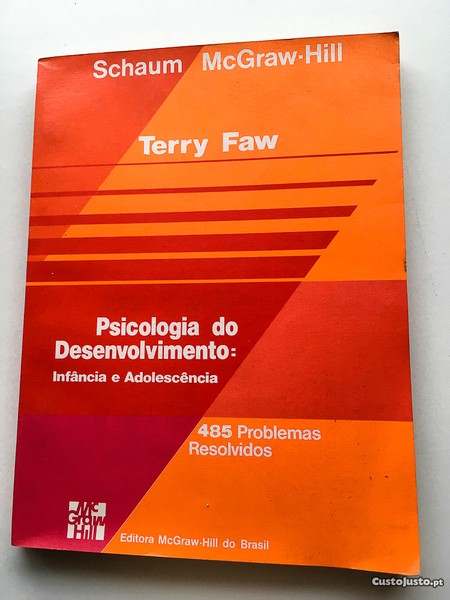 Schaum McGraw-Hill
Terry Faw
Psicologia do
Desenvolvimento:
Infância e Adolescência
485 Problemas
Resolvidos
Mc
Graw
Hill
Editora McGraw-Hill do Brasil
CustoJusto.pt